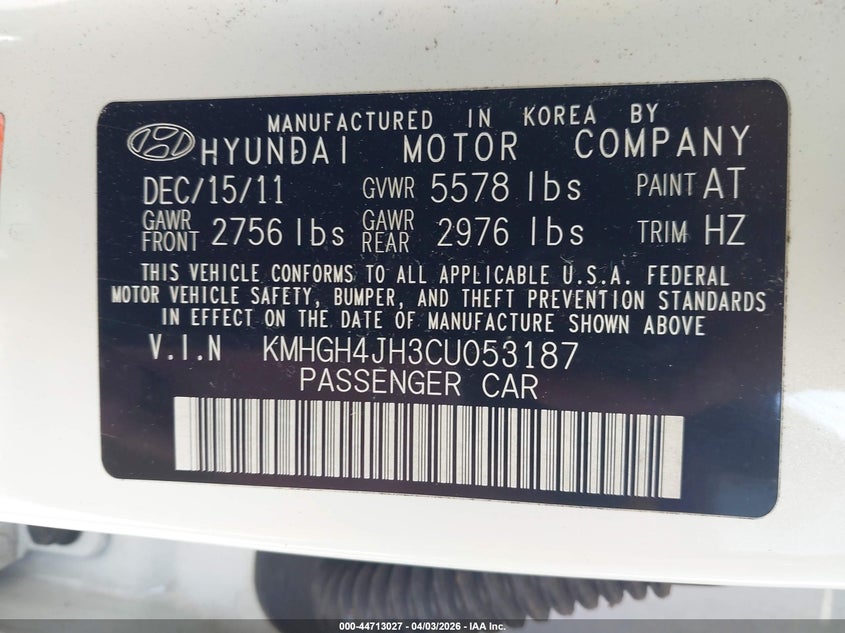 MANUFACTURED IN KOREA BY
HYUNDAI MOTOR COMPANY
DEC/15/11 GVWR 5578 lbs PAINT AT
GAWR FRONT 2756 lbs GAWR REAR 2976 lbs TRIM HZ
THIS VEHICLE CONFORMS TO ALL APPLICABLE U.S.A. FEDERAL
MOTOR VEHICLE SAFETY, BUMPER, AND THEFT PREVENTION STANDARDS
IN EFFECT ON THE DATE OF MANUFACTURE SHOWN ABOVE
V.I.N KMHGH4JH3CU053187
PASSENGER CAR
000-44713027 - 04/03/2026 - IAA Inc.